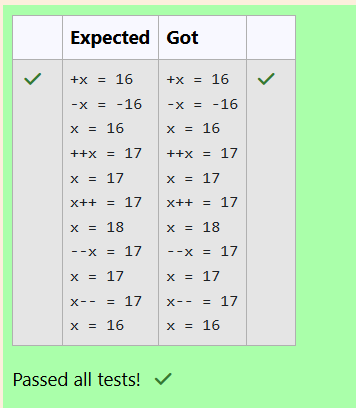 Expected Got
+x = 16 +x = 16
-x = -16 -x = -16
x = 16 x = 16
++x = 17 ++x = 17
x = 17 x = 17
x++ = 17 x++ = 17
x = 18 x = 18
--x = 17 --x = 17
x = 17 x = 17
x-- = 17 x-- = 17
x = 16 x = 16
Passed all tests!